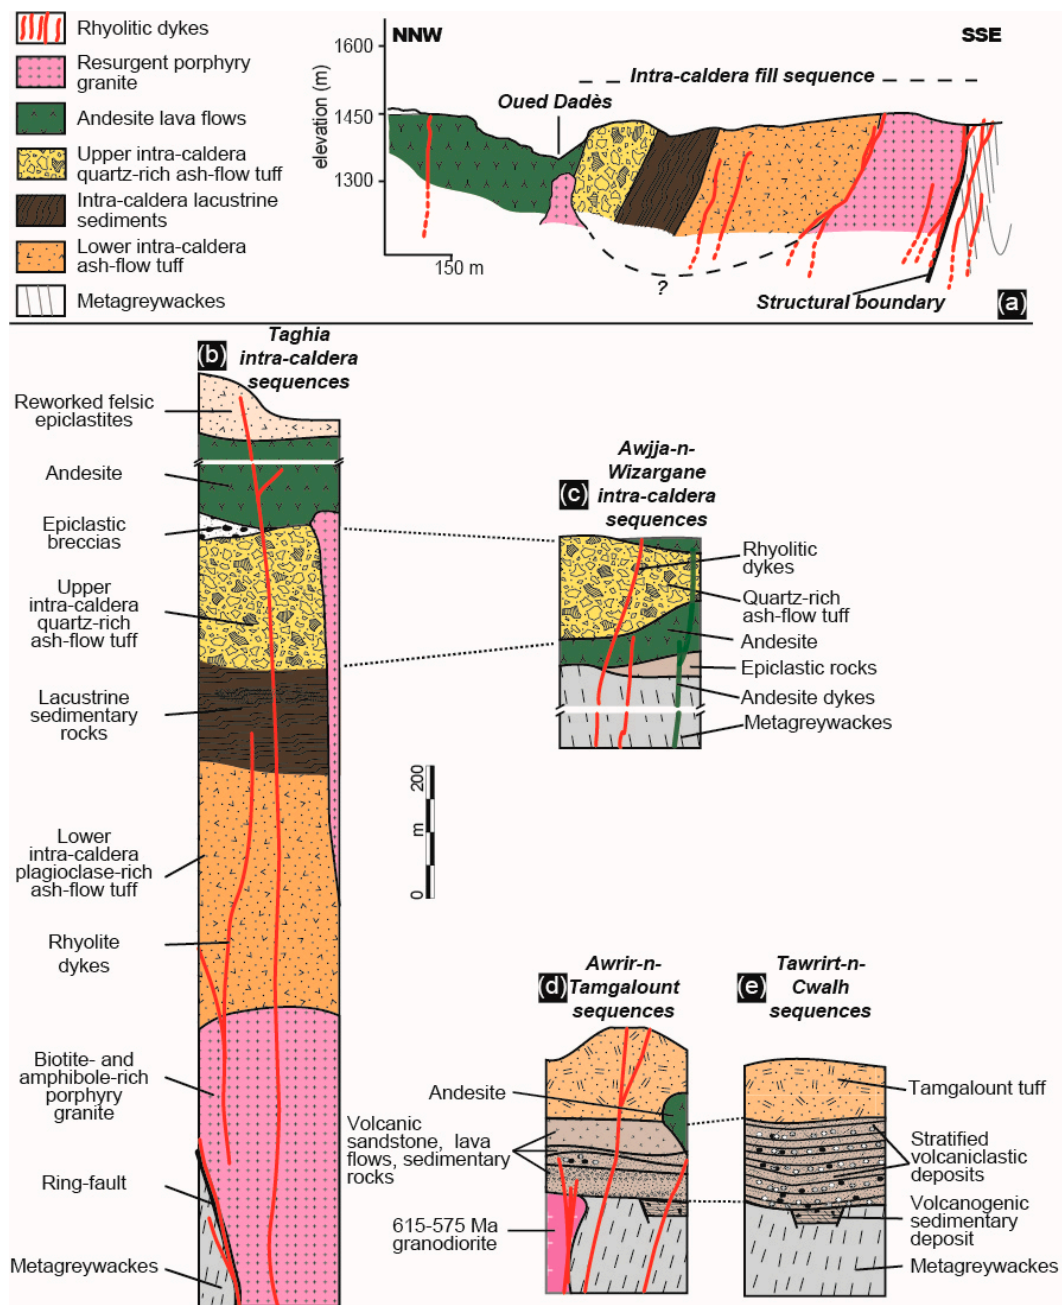 Rhyolitic dykes
Resurgent porphyry
granite
Andesite lava flows
Upper intra-caldera
quartz-rich ash-flow tuff
Intra-caldera lacustrine
sediments
Lower intra-caldera
ash-flow tuff
Metagreywackes
NNW
SSE
elevation (m)
1600
1450
1300
Intra-caldera fill sequence
Oued Dadès
150 m
?
Structural boundary
(a)
(b)
Taghia
intra-caldera
sequences
Reworked felsic
epiclastites
Andesite
Epiclastic
breccias
Upper
intra-caldera
quartz-rich
ash-flow tuff
Lacustrine
sedimentary
rocks
Lower
intra-caldera
plagioclase-rich
ash-flow tuff
Rhyolite
dykes
Biotite- and
amphibole-rich
porphyry
granite
Ring-fault
Metagreywackes
200
m
0
(c)
Awjja-n-
Wizargane
intra-caldera
sequences
Rhyolitic
dykes
Quartz-rich
ash-flow tuff
Andesite
Epiclastic rocks
Andesite dykes
Metagreywackes
(d)
Awrir-n-
Tamgalount
sequences
Andesite
Volcanic
sandstone, lava
flows, sedimentary
rocks
615-575 Ma
granodiorite
(e)
Tawrirt-n-
Cwalh
sequences
Tamgalount tuff
Stratified
volcaniclastic
deposits
Volcanogenic
sedimentary
deposit
Metagreywackes